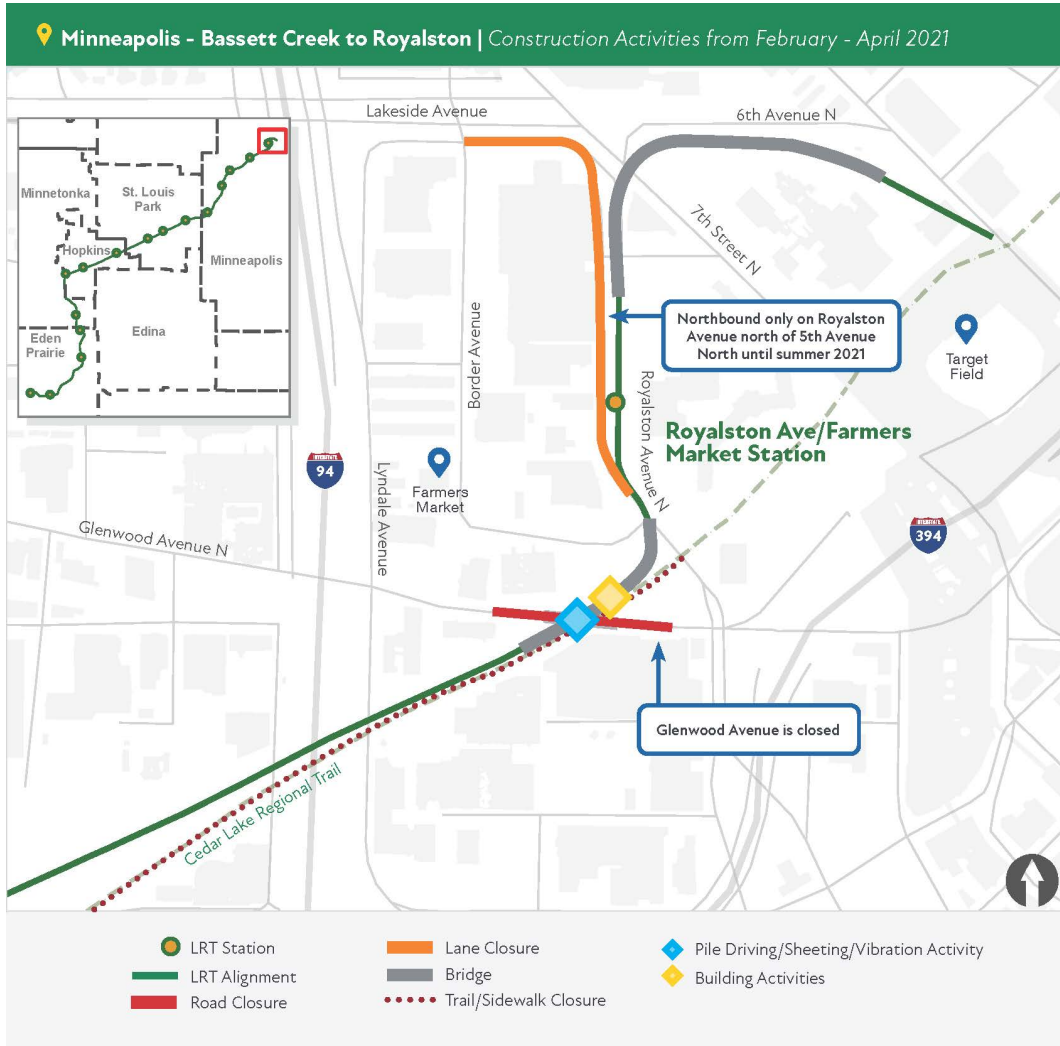 Minneapolis - Bassett Creek to Royalston | Construction Activities from February - April 2021
Lakeside Avenue
6th Avenue N
Minnetonka
St. Louis
Park
Hopkins
Minneapolis
Eden
Prairie
Edina
7th Street N
Northbound only on Royalston
Avenue north of 5th Avenue
North until summer 2021
Target
Field
Border Avenue
Royalston Avenue N
Royalston Ave/Farmers
Market Station
INTERSTATE
94
Farmers
Market
Lyndale Avenue
Glenwood Avenue N
INTERSTATE
394
Glenwood Avenue is closed
Cedar Lake Regional Trail
LRT Station
LRT Alignment
Road Closure
Lane Closure
Bridge
Trail/Sidewalk Closure
Pile Driving/Sheeting/Vibration Activity
Building Activities